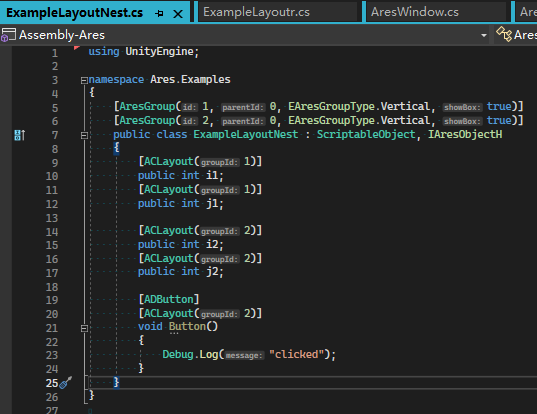 ExampleLayoutNest.cs ExampleLayoutr.cs AresWindow.cs Are
Assembly-Ares Ares
1 using UnityEngine;
2
3 namespace Ares.Examples
4 {
5 [AresGroup(id: 1, parentId: 0, EAresGroupType.Vertical, showBox: true)]
6 [AresGroup(id: 2, parentId: 0, EAresGroupType.Vertical, showBox: true)]
7 public class ExampleLayoutNest : ScriptableObject, IAresObjectH
8 {
9 [ACLayout(groupId: 1)]
10 public int i1;
11 [ACLayout(groupId: 1)]
12 public int j1;
13
14 [ACLayout(groupId: 2)]
15 public int i2;
16 [ACLayout(groupId: 2)]
17 public int j2;
18
19 [ADButton]
20 [ACLayout(groupId: 2)]
21 void Button()
22 {
23 Debug.Log(message: "clicked");
24 }
25 }
26 }
27